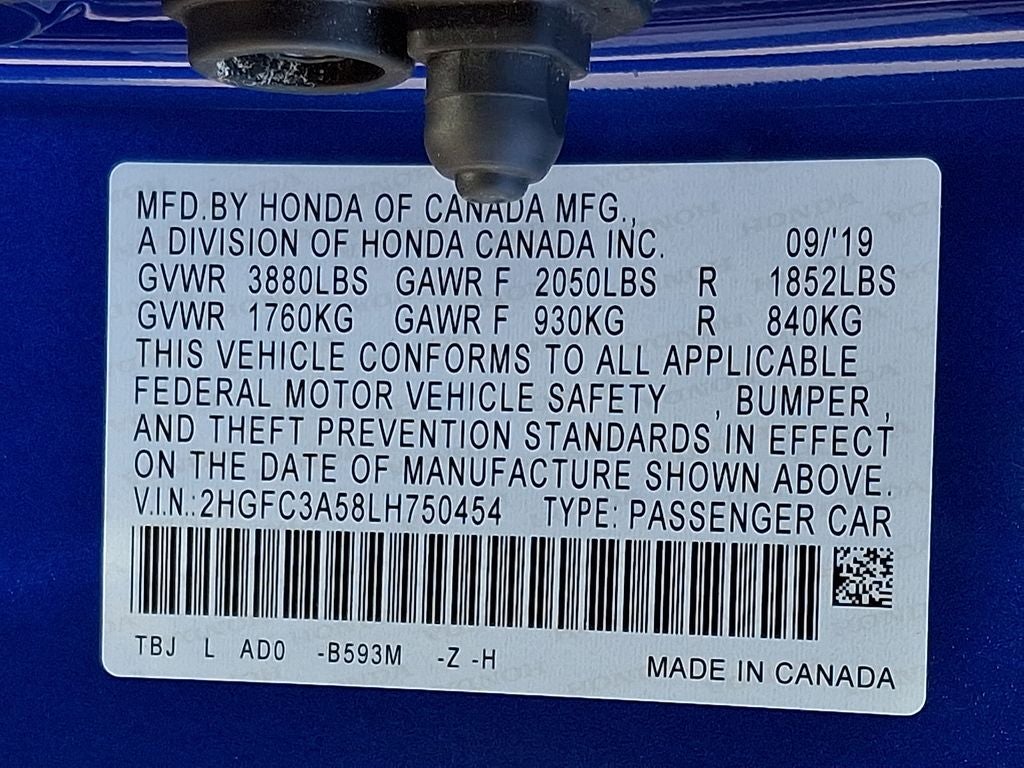 MFD.BY HONDA OF CANADA MFG.,
A DIVISION OF HONDA CANADA INC. 09/'19
GVWR 3880LBS GAWR F 2050LBS R 1852LBS
GVWR 1760KG GAWR F 930KG R 840KG
THIS VEHICLE CONFORMS TO ALL APPLICABLE
FEDERAL MOTOR VEHICLE SAFETY , BUMPER ,
AND THEFT PREVENTION STANDARDS IN EFFECT
ON THE DATE OF MANUFACTURE SHOWN ABOVE.
V.I.N.:2HGFC3A58LH750454 TYPE: PASSENGER CAR
TBJ L AD0 -B593M -Z -H
MADE IN CANADA